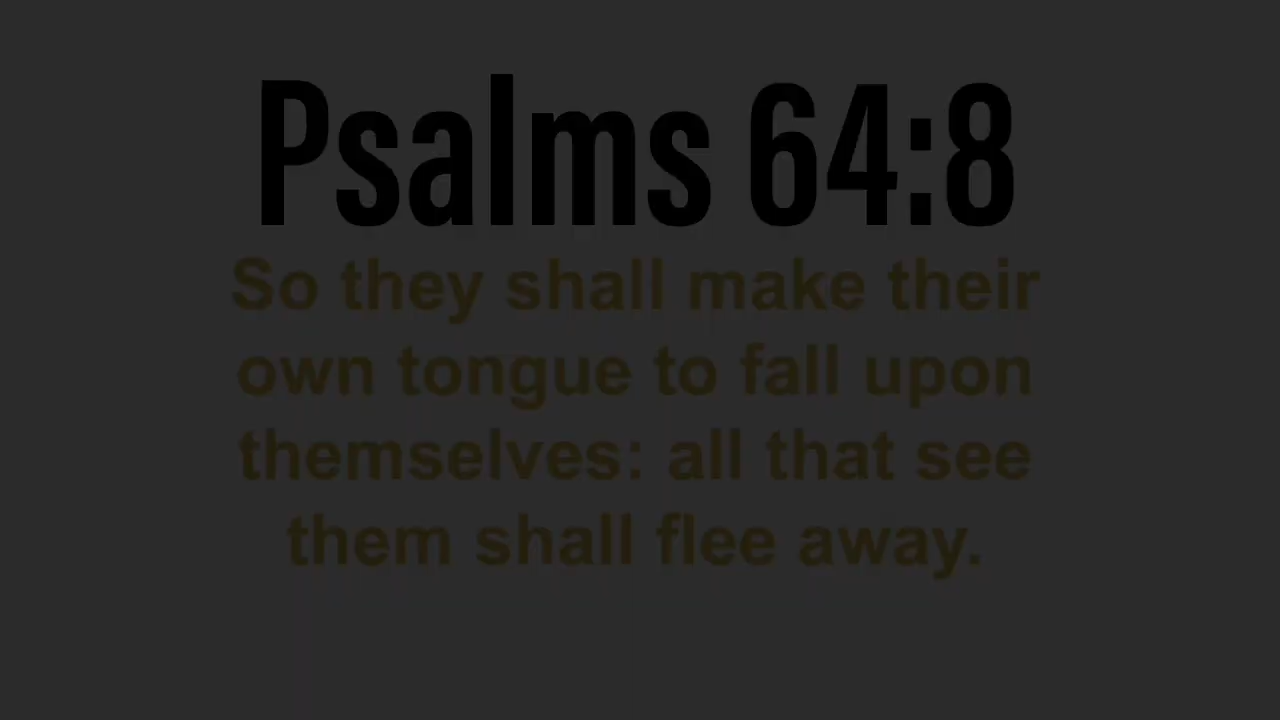 Psalms 64:8
So they shall make their
own tongue to fall upon
themselves: all that see
them shall flee away.